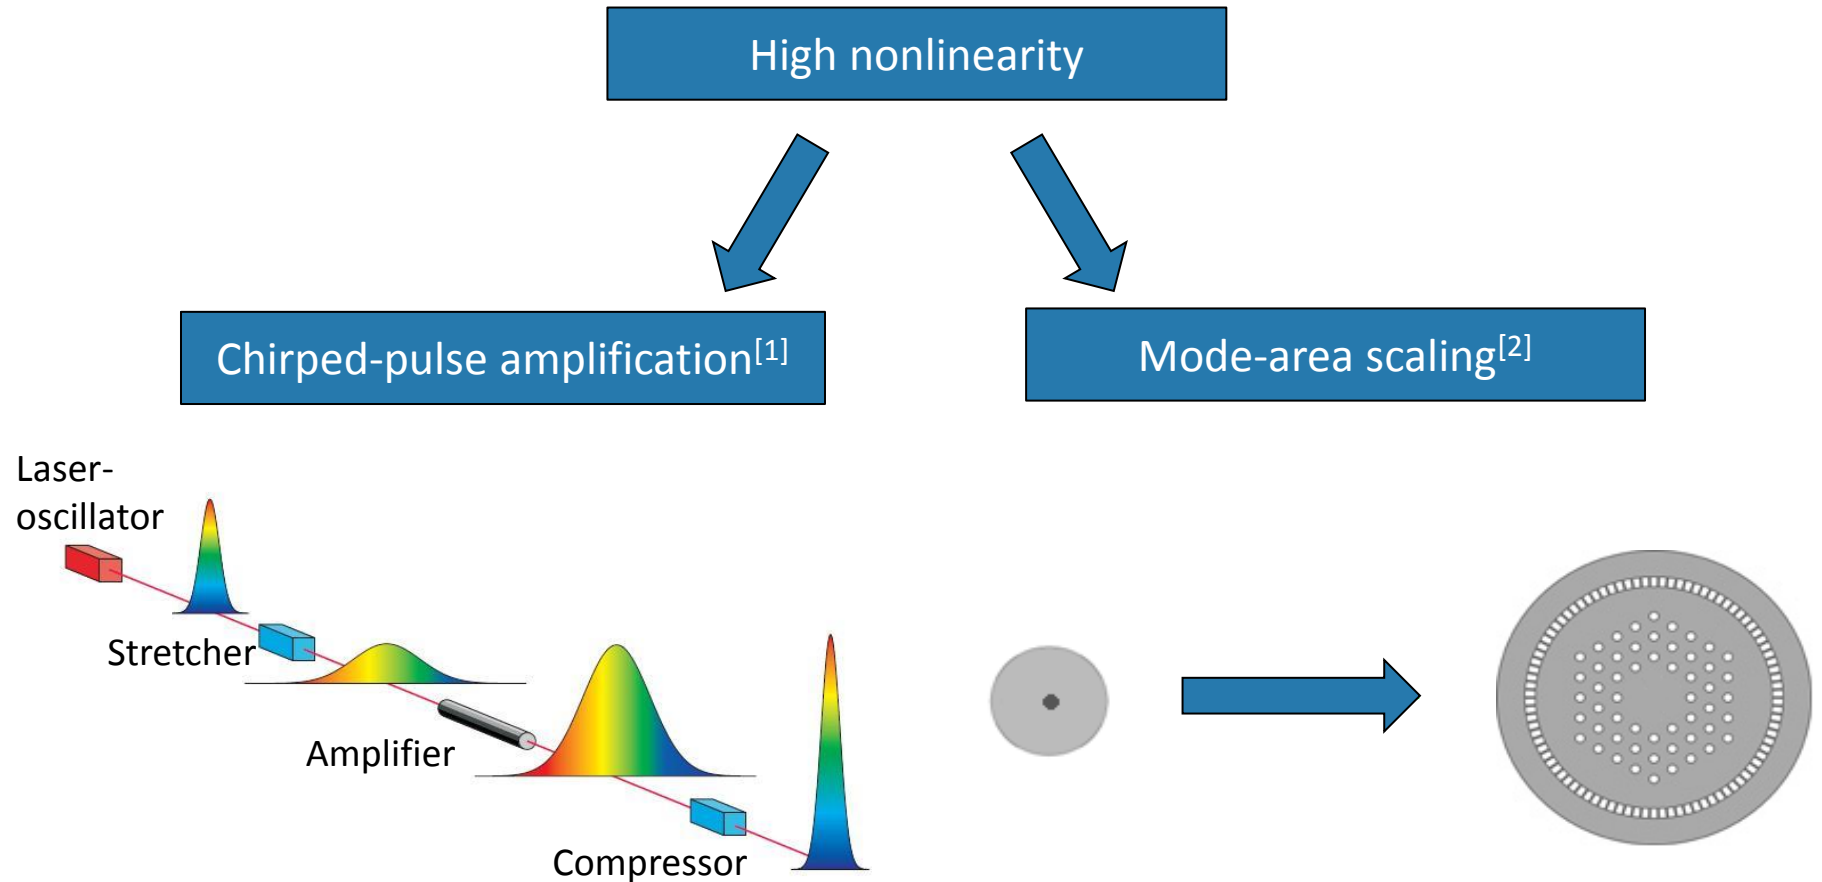 High nonlinearity
Chirped-pulse amplification[1]
Mode-area scaling[2]
Laser-
oscillator
Stretcher
Amplifier
Compressor